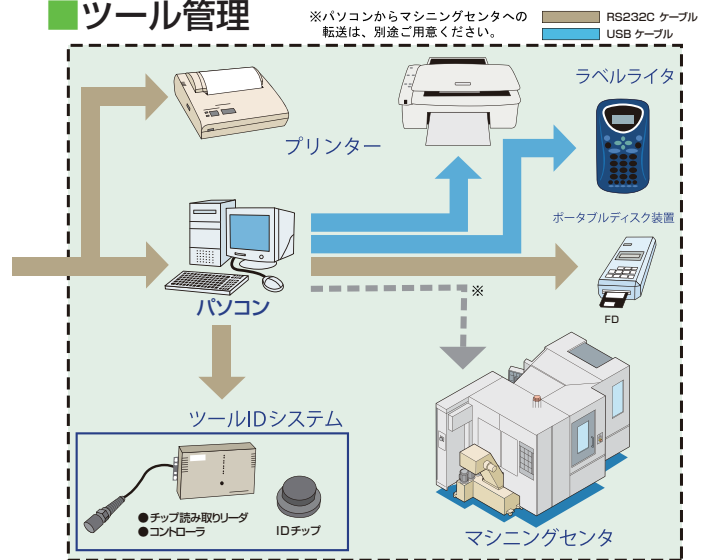 ■ツール管理
※パソコンからマシニングセンタへの
転送は、別途ご用意ください。
RS232C ケーブル
USB ケーブル
ラベルライタ
プリンター
ポータブルディスク装置
パソコン
※
FD
ツールIDシステム
●チップ読み取りリーダ
●コントローラ
IDチップ
マシニングセンタ